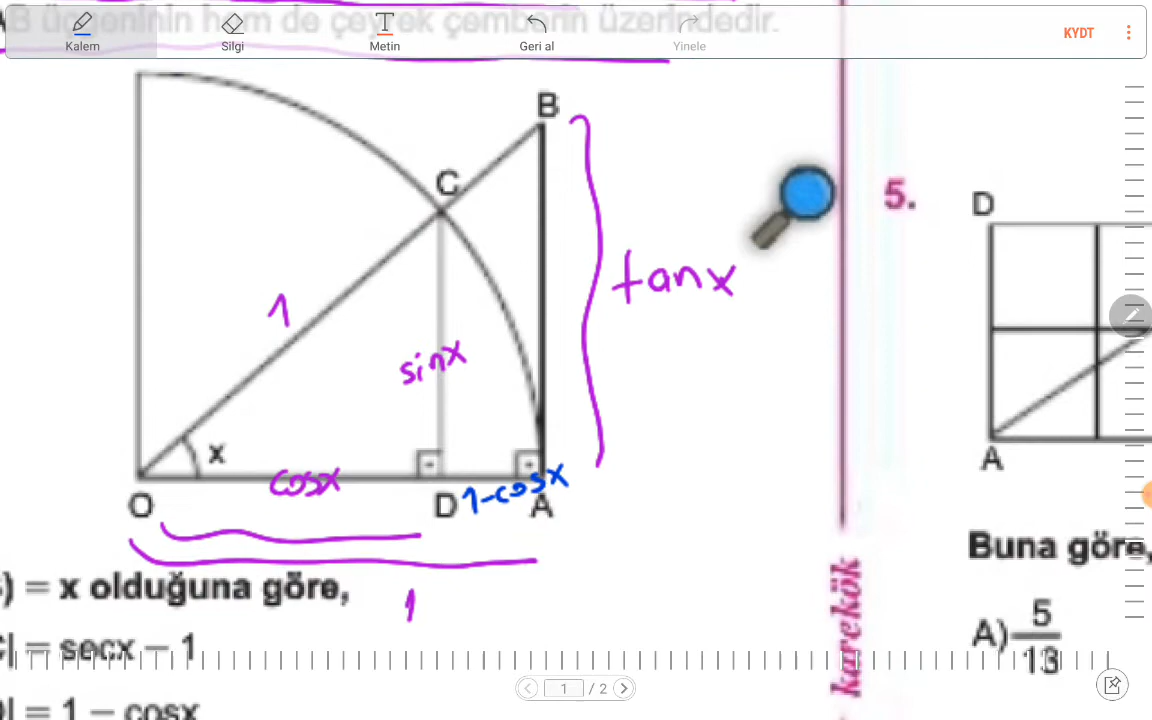 B üçgeninin hem de çeyrek çemberin üzerindedir.
Kalem
Silgi
Metin
Geri al
Yinele
KYDT
B
C
1
tanx
sinx
x
cosx
1-cosx
O
D
A
1
) = x olduğuna göre,
| = secx – 1
| = 1 – cosx
5.
D
A
Buna göre,
A) 5/13
karekök
1 / 2